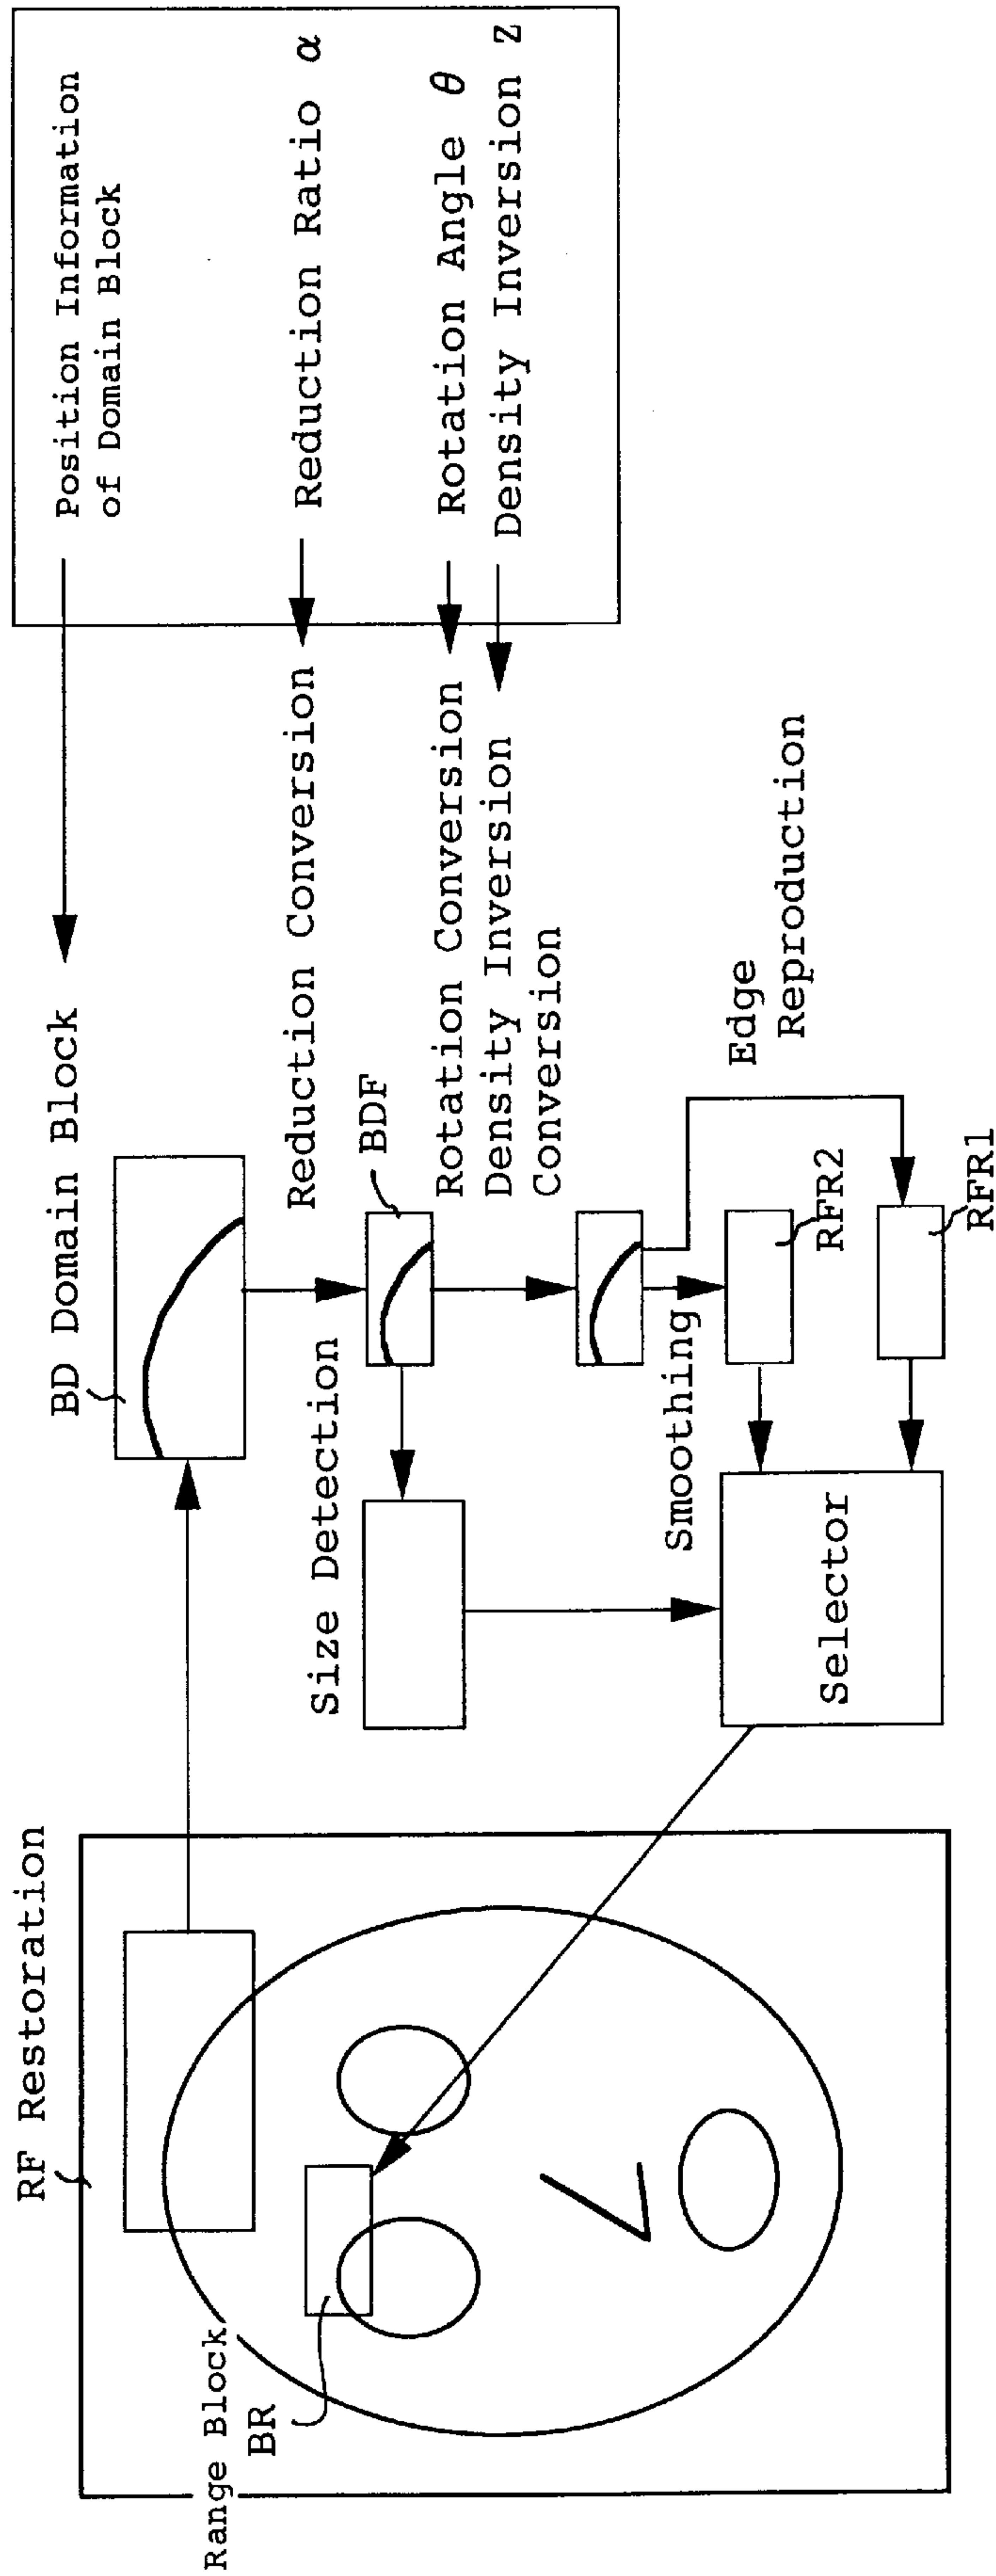 RF Restoration
Range Block
BR
BD Domain Block
Size Detection
BDF
Reduction Conversion
Rotation Conversion
Density Inversion
Conversion
Smoothing
Edge
Reproduction
RFR2
RFR1
Selector
Position Information
of Domain Block
Reduction Ratio α
Rotation Angle θ
Density Inversion Z